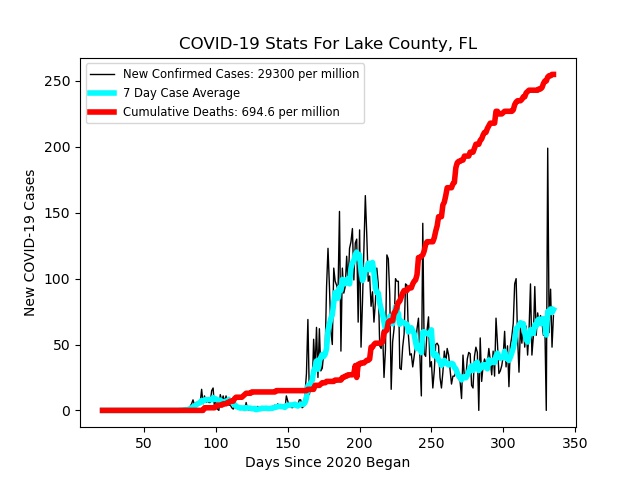 COVID-19 Stats For Lake County, FL
New Confirmed Cases: 29300 per million
7 Day Case Average
Cumulative Deaths: 694.6 per million
New COVID-19 Cases
250
200
150
100
50
0
50 100 150 200 250 300 350
Days Since 2020 Began